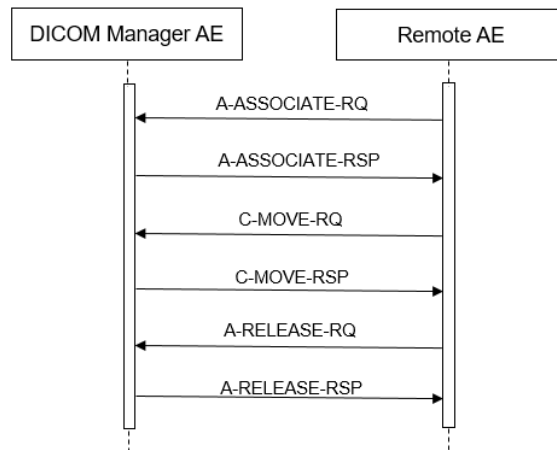 DICOM Manager AE
Remote AE
A-ASSOCIATE-RQ
A-ASSOCIATE-RSP
C-MOVE-RQ
C-MOVE-RSP
A-RELEASE-RQ
A-RELEASE-RSP